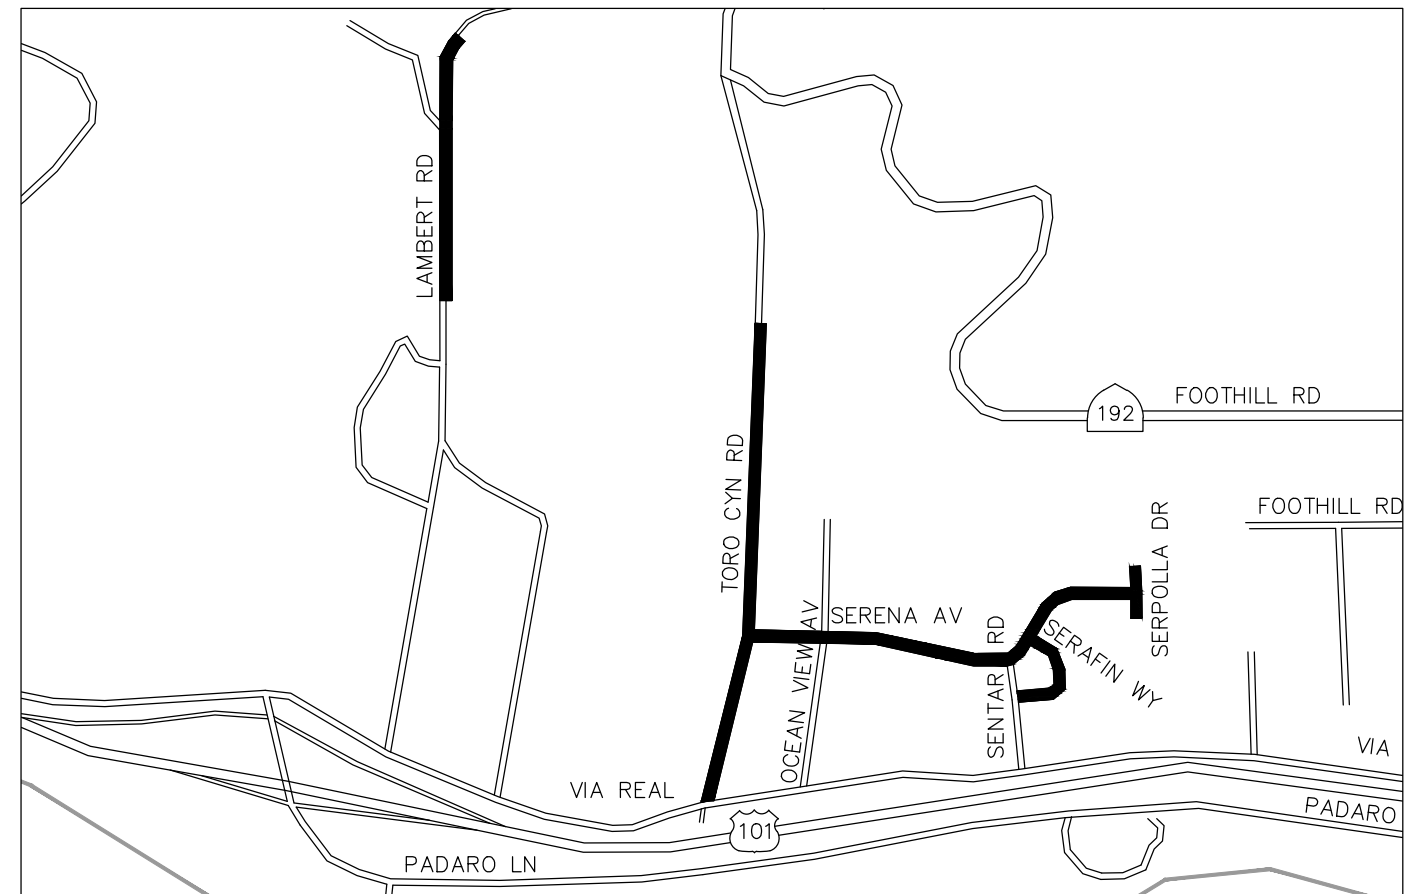 LAMBERT RD
FOOTHILL RD
192
TORO CYN RD
FOOTHILL RD
SERPOLLA DR
OCEAN VIEW AV
SERENA AV
SENTAR RD
SERAFIN WY
VIA
VIA REAL
PADARO
101
PADARO LN